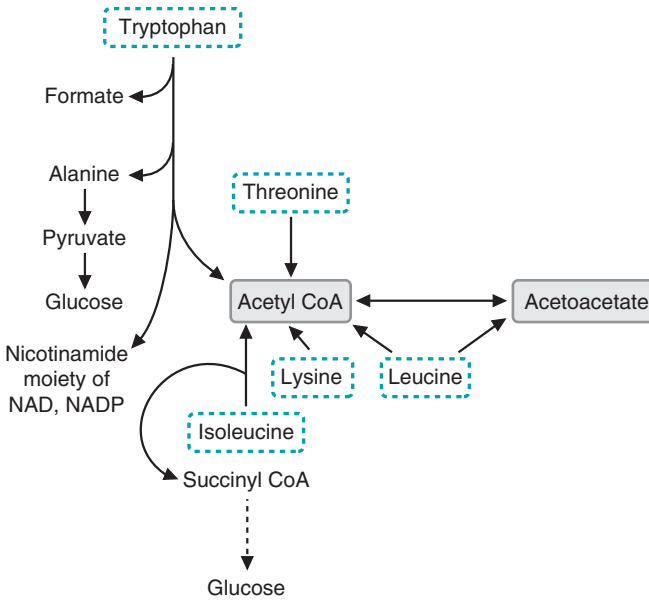 Tryptophan
Formate
Alanine
Threonine
Pyruvate
Glucose
Acetyl CoA
Acetoacetate
Nicotinamide
moiety of
NAD, NADP
Lysine
Leucine
Isoleucine
Succinyl CoA
Glucose